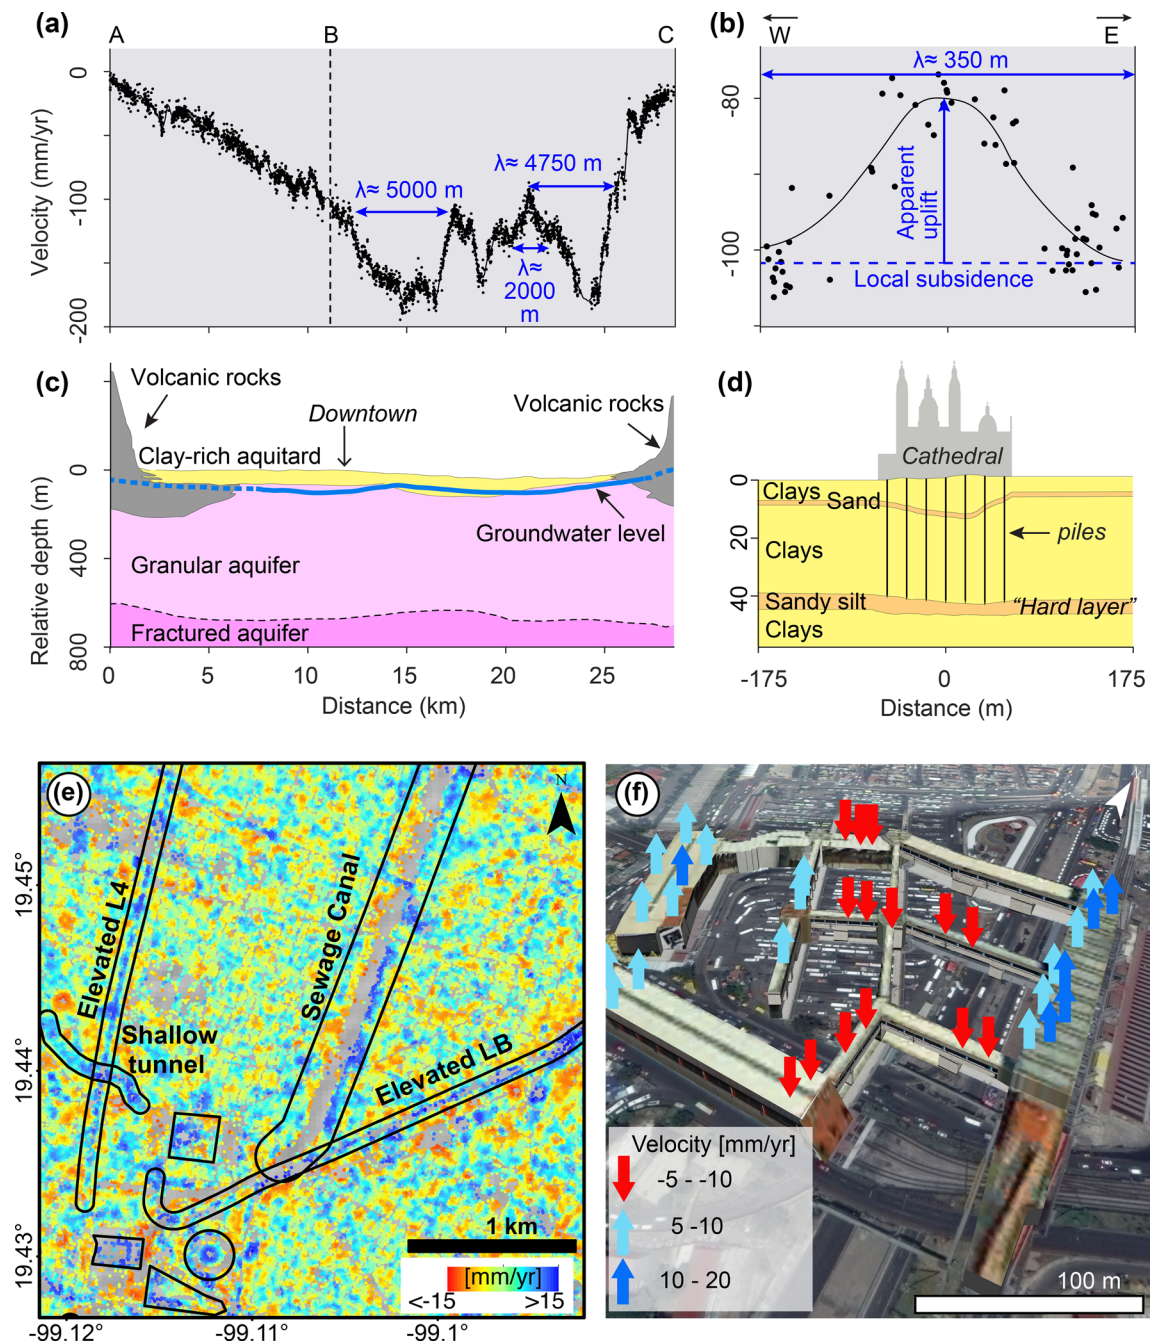 (a)
A
B
C
Velocity (mm/yr)
0
-100
-200
λ≈ 5000 m
λ≈ 4750 m
λ≈
2000
m
(b)
W
E
λ≈ 350 m
-80
-100
Apparent
uplift
Local subsidence
(c)
Volcanic rocks
Downtown
Volcanic rocks
Clay-rich aquitard
Groundwater level
Granular aquifer
Fractured aquifer
Relative depth (m)
0
400
800
0
5
10
15
20
25
Distance (km)
(d)
Cathedral
0
20
40
Clays
Sand
piles
Clays
Sandy silt
"Hard layer"
Clays
-175
0
175
Distance (m)
(e)
N
19.45°
19.44°
19.43°
Elevated L4
Sewage Canal
Shallow
tunnel
Elevated LB
1 km
[mm/yr]
<-15
>15
-99.12°
-99.11°
-99.1°
(f)
Velocity [mm/yr]
-5 - -10
5 -10
10 - 20
100 m